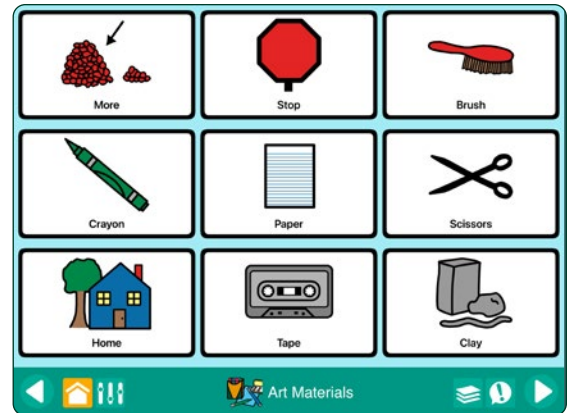 More
Stop
Brush
Crayon
Paper
Scissors
Home
Tape
Clay
Art Materials